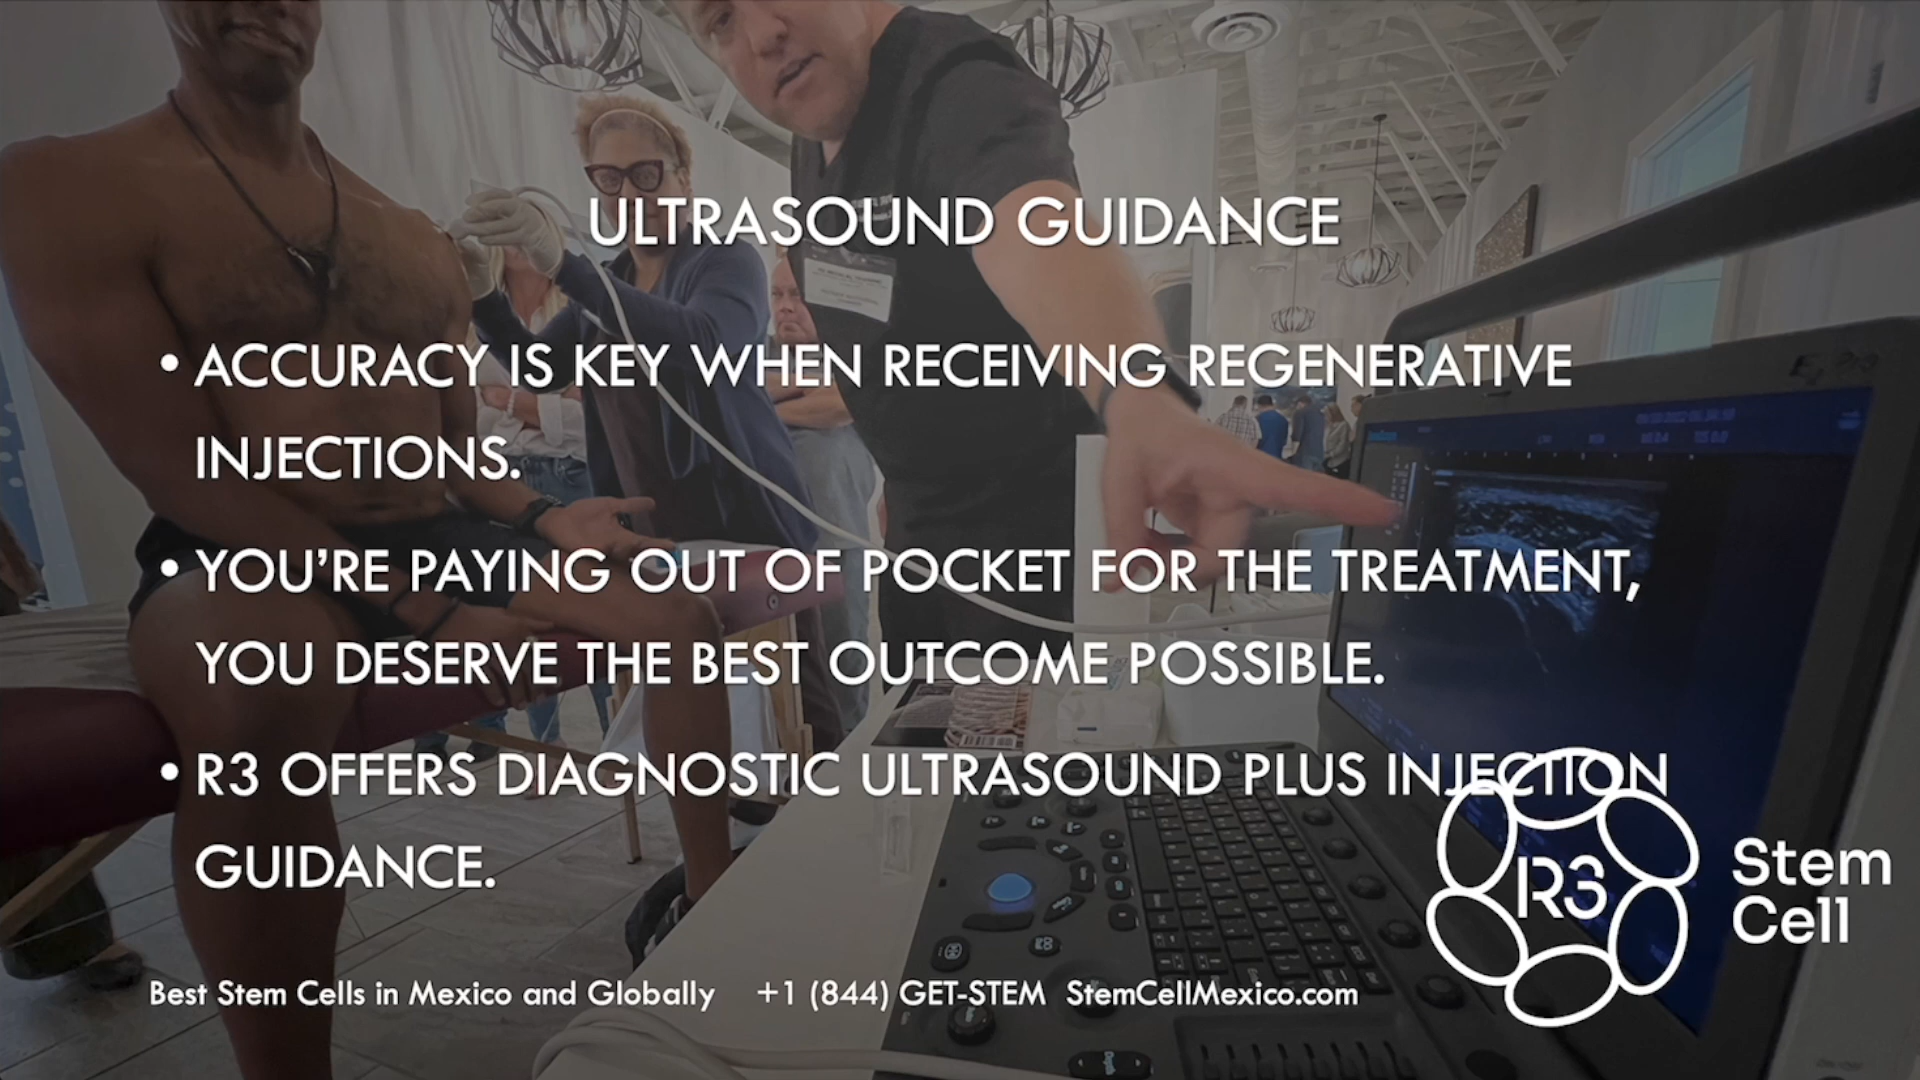 ULTRASOUND GUIDANCE
• ACCURACY IS KEY WHEN RECEIVING REGENERATIVE
INJECTIONS.
• YOU’RE PAYING OUT OF POCKET FOR THE TREATMENT,
YOU DESERVE THE BEST OUTCOME POSSIBLE.
• R3 OFFERS DIAGNOSTIC ULTRASOUND PLUS INJECTION
GUIDANCE.
R3
Stem
Cell
Best Stem Cells in Mexico and Globally +1 (844) GET-STEM StemCellMexico.com